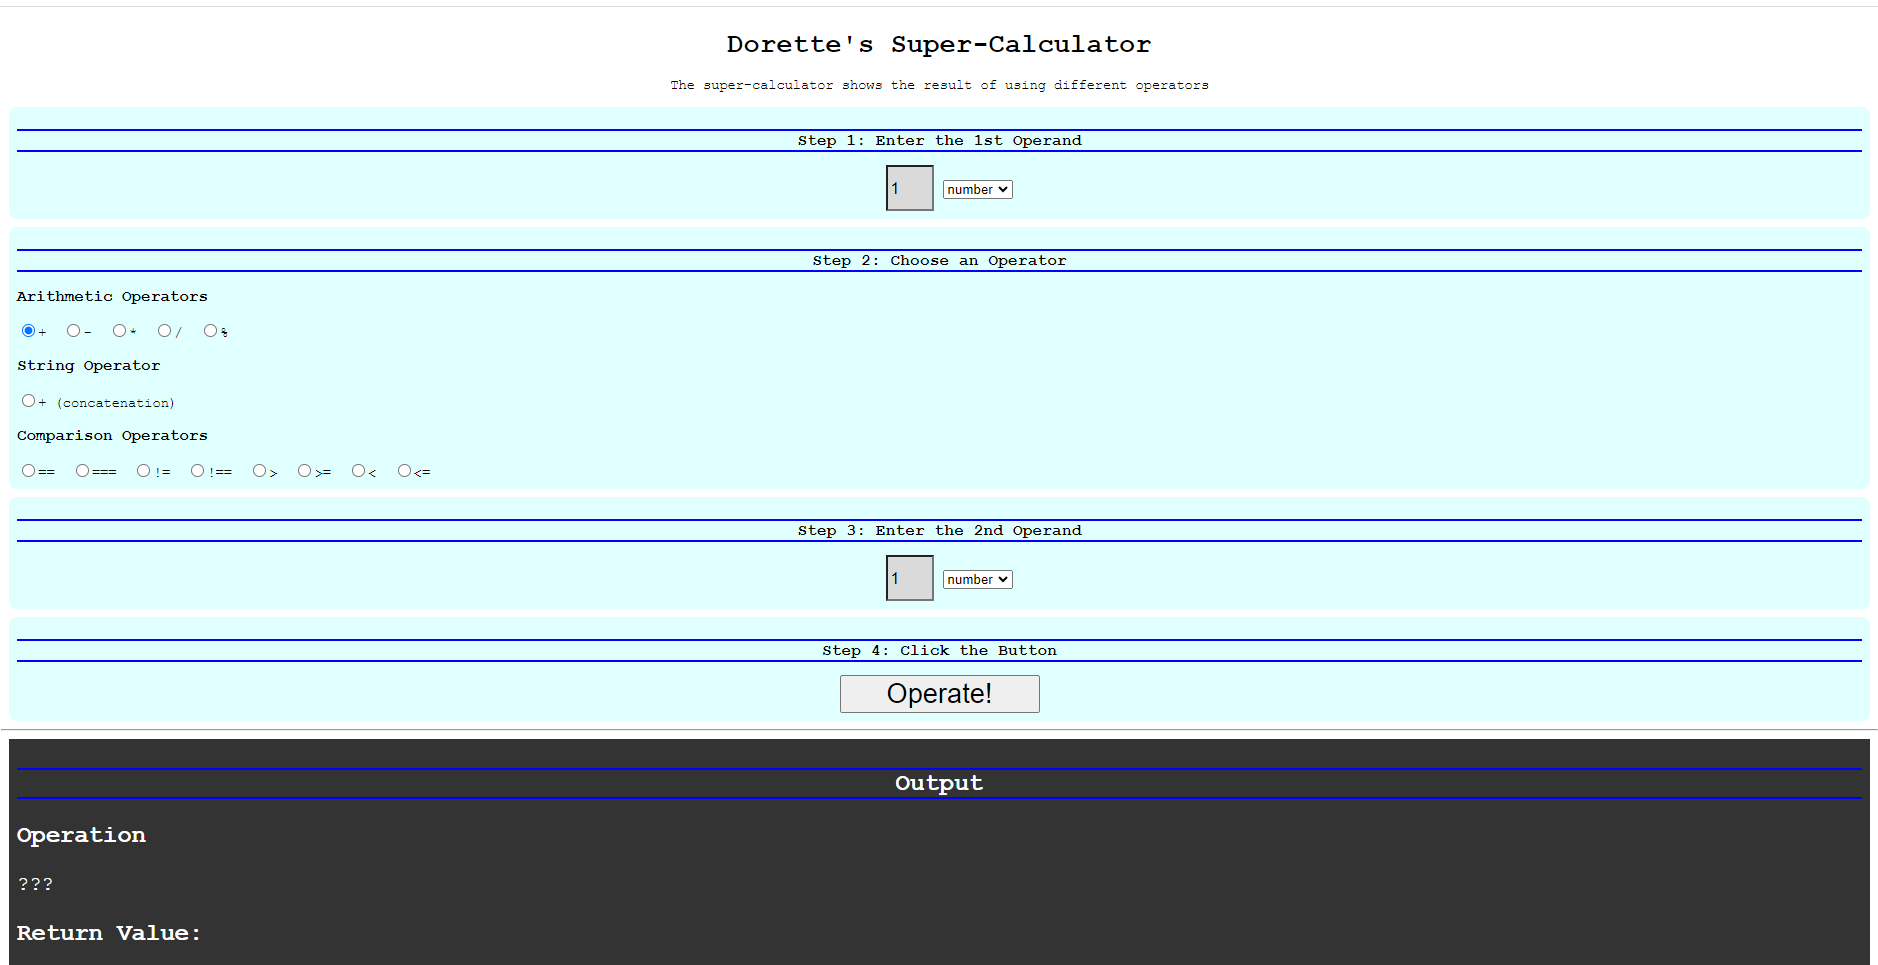 Dorette's Super-Calculator
The super-calculator shows the result of using different operators
Step 1: Enter the 1st Operand
1 number
Step 2: Choose an Operator
Arithmetic Operators
+ - * / %
String Operator
+ (concatenation)
Comparison Operators
== === != !== > >= < <=
Step 3: Enter the 2nd Operand
1 number
Step 4: Click the Button
Operate!
Output
Operation
???
Return Value: